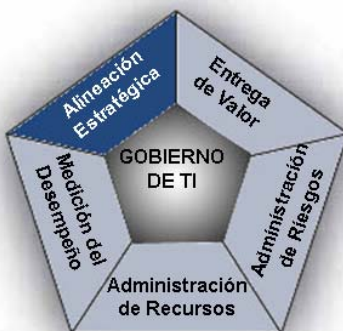 Alineación
Estratégica
Entrega
de Valor
GOBIERNO
DE TI
Medición del
Desempeño
Administración
de Riesgos
Administración
de Recursos